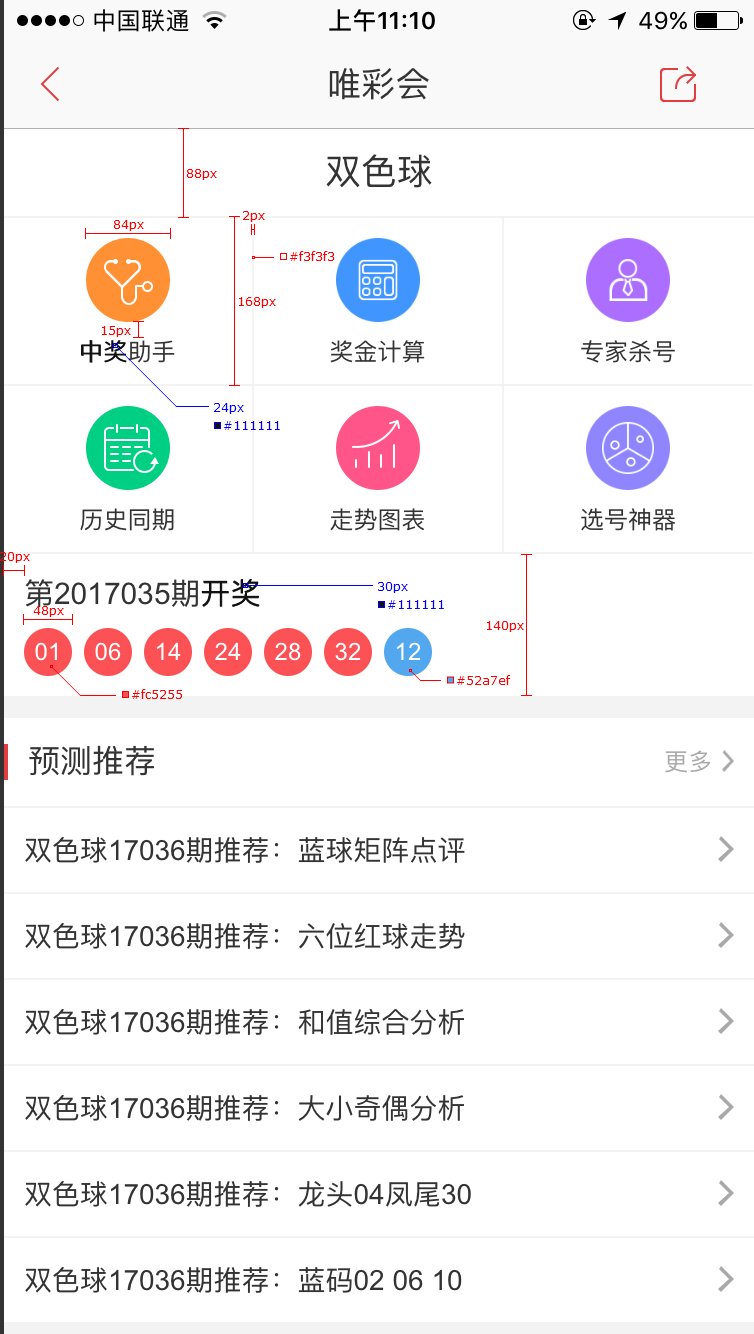 中国联通 上午11:10 49%
唯彩会
88px
双色球
84px
2px
#f3f3f3
168px
15px
中奖助手 奖金计算 专家杀号
24px
#111111
历史同期 走势图表 选号神器
20px
第2017035期开奖
30px
#111111
48px
140px
01 06 14 24 28 32 12
#52a7ef
#fc5255
预测推荐 更多
双色球17036期推荐：蓝球矩阵点评
双色球17036期推荐：六位红球走势
双色球17036期推荐：和值综合分析
双色球17036期推荐：大小奇偶分析
双色球17036期推荐：龙头04凤尾30
双色球17036期推荐：蓝码02 06 10